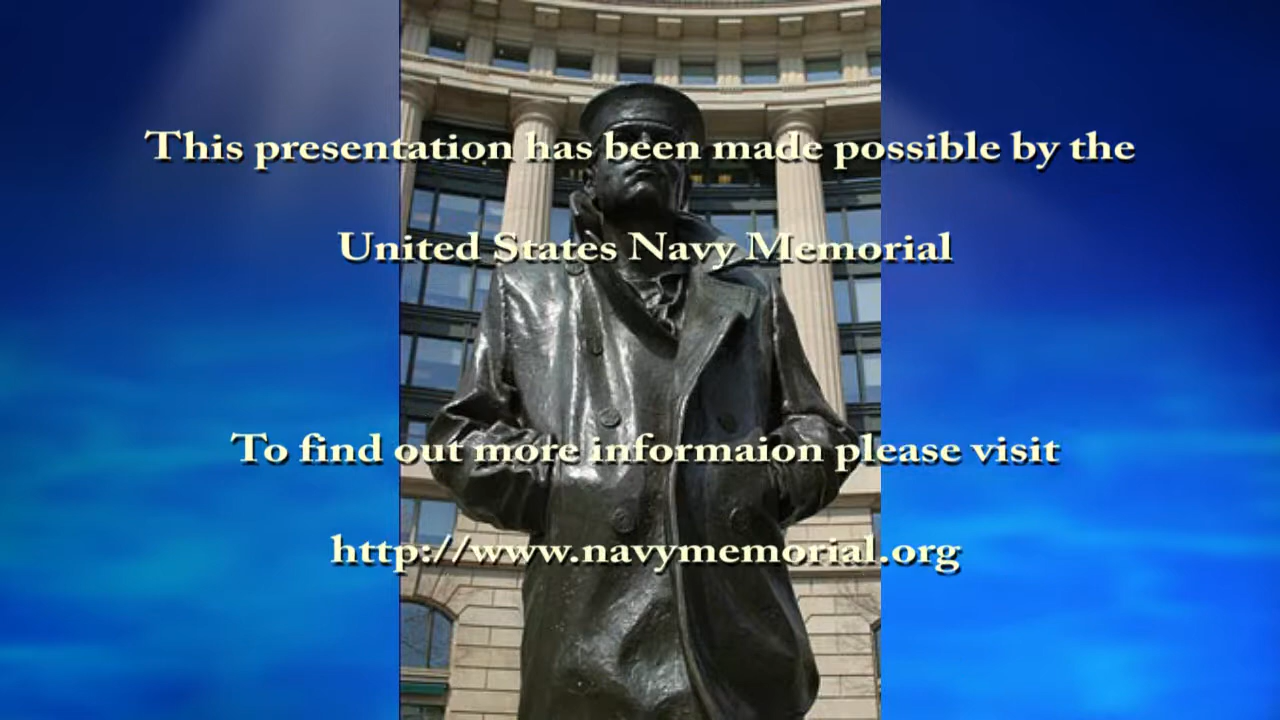 This presentation has been made possible by the
United States Navy Memorial
To find out more informaion please visit
http://www.navymemorial.org